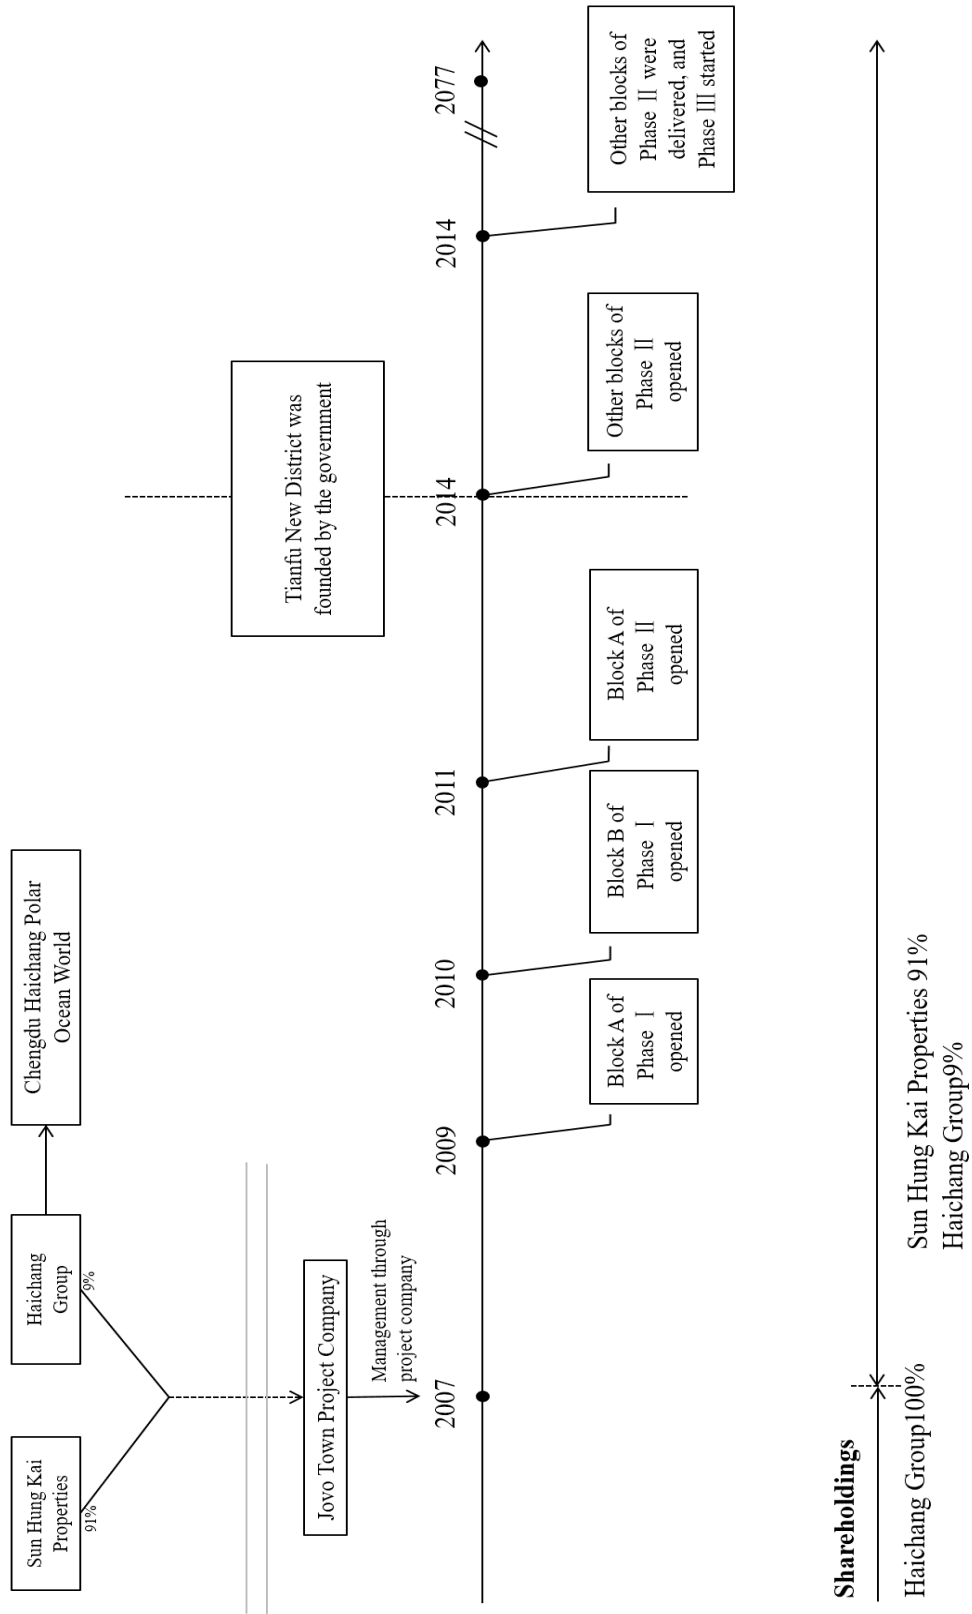 Sun Hung Kai
Properties
Haichang
Group
Chengdu Haichang Polar
Ocean World
91%
9%
Tianfu New District was
founded by the government
Jovo Town Project Company
Management through
project company
2007
2009
2010
2011
2014
2014
2077
Block A of
Phase Ⅰ
opened
Block B of
Phase Ⅰ
opened
Block A of
Phase Ⅱ
opened
Other blocks of
Phase Ⅱ
opened
Other blocks of
Phase Ⅱ were
delivered, and
Phase Ⅲ started
Shareholdings
Haichang Group100%
Sun Hung Kai Properties 91%
Haichang Group9%